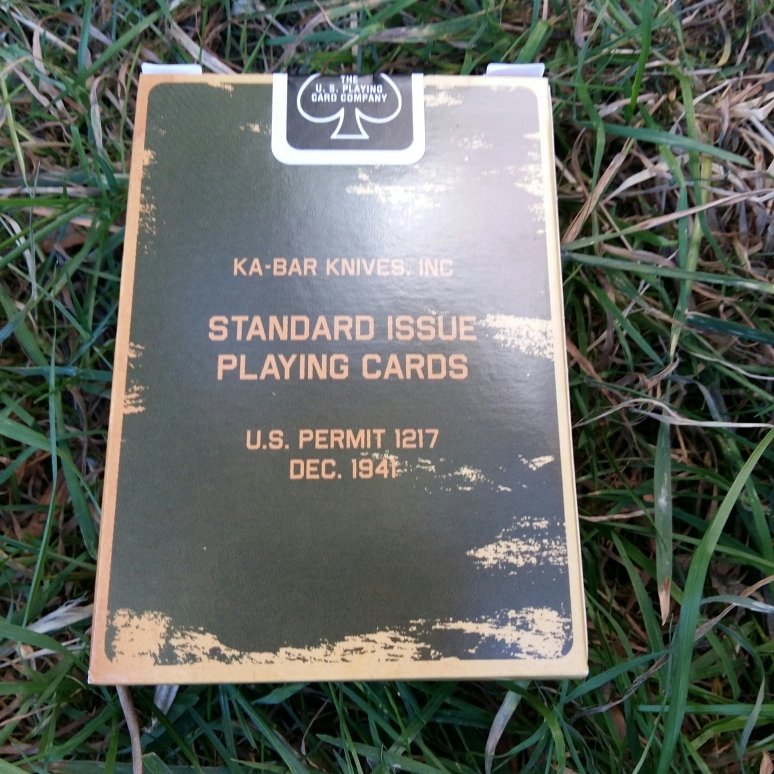 THE
U. S. PLAYING
CARD COMPANY
KA-BAR KNIVES, INC
STANDARD ISSUE
PLAYING CARDS
U.S. PERMIT 1217
DEC. 1941